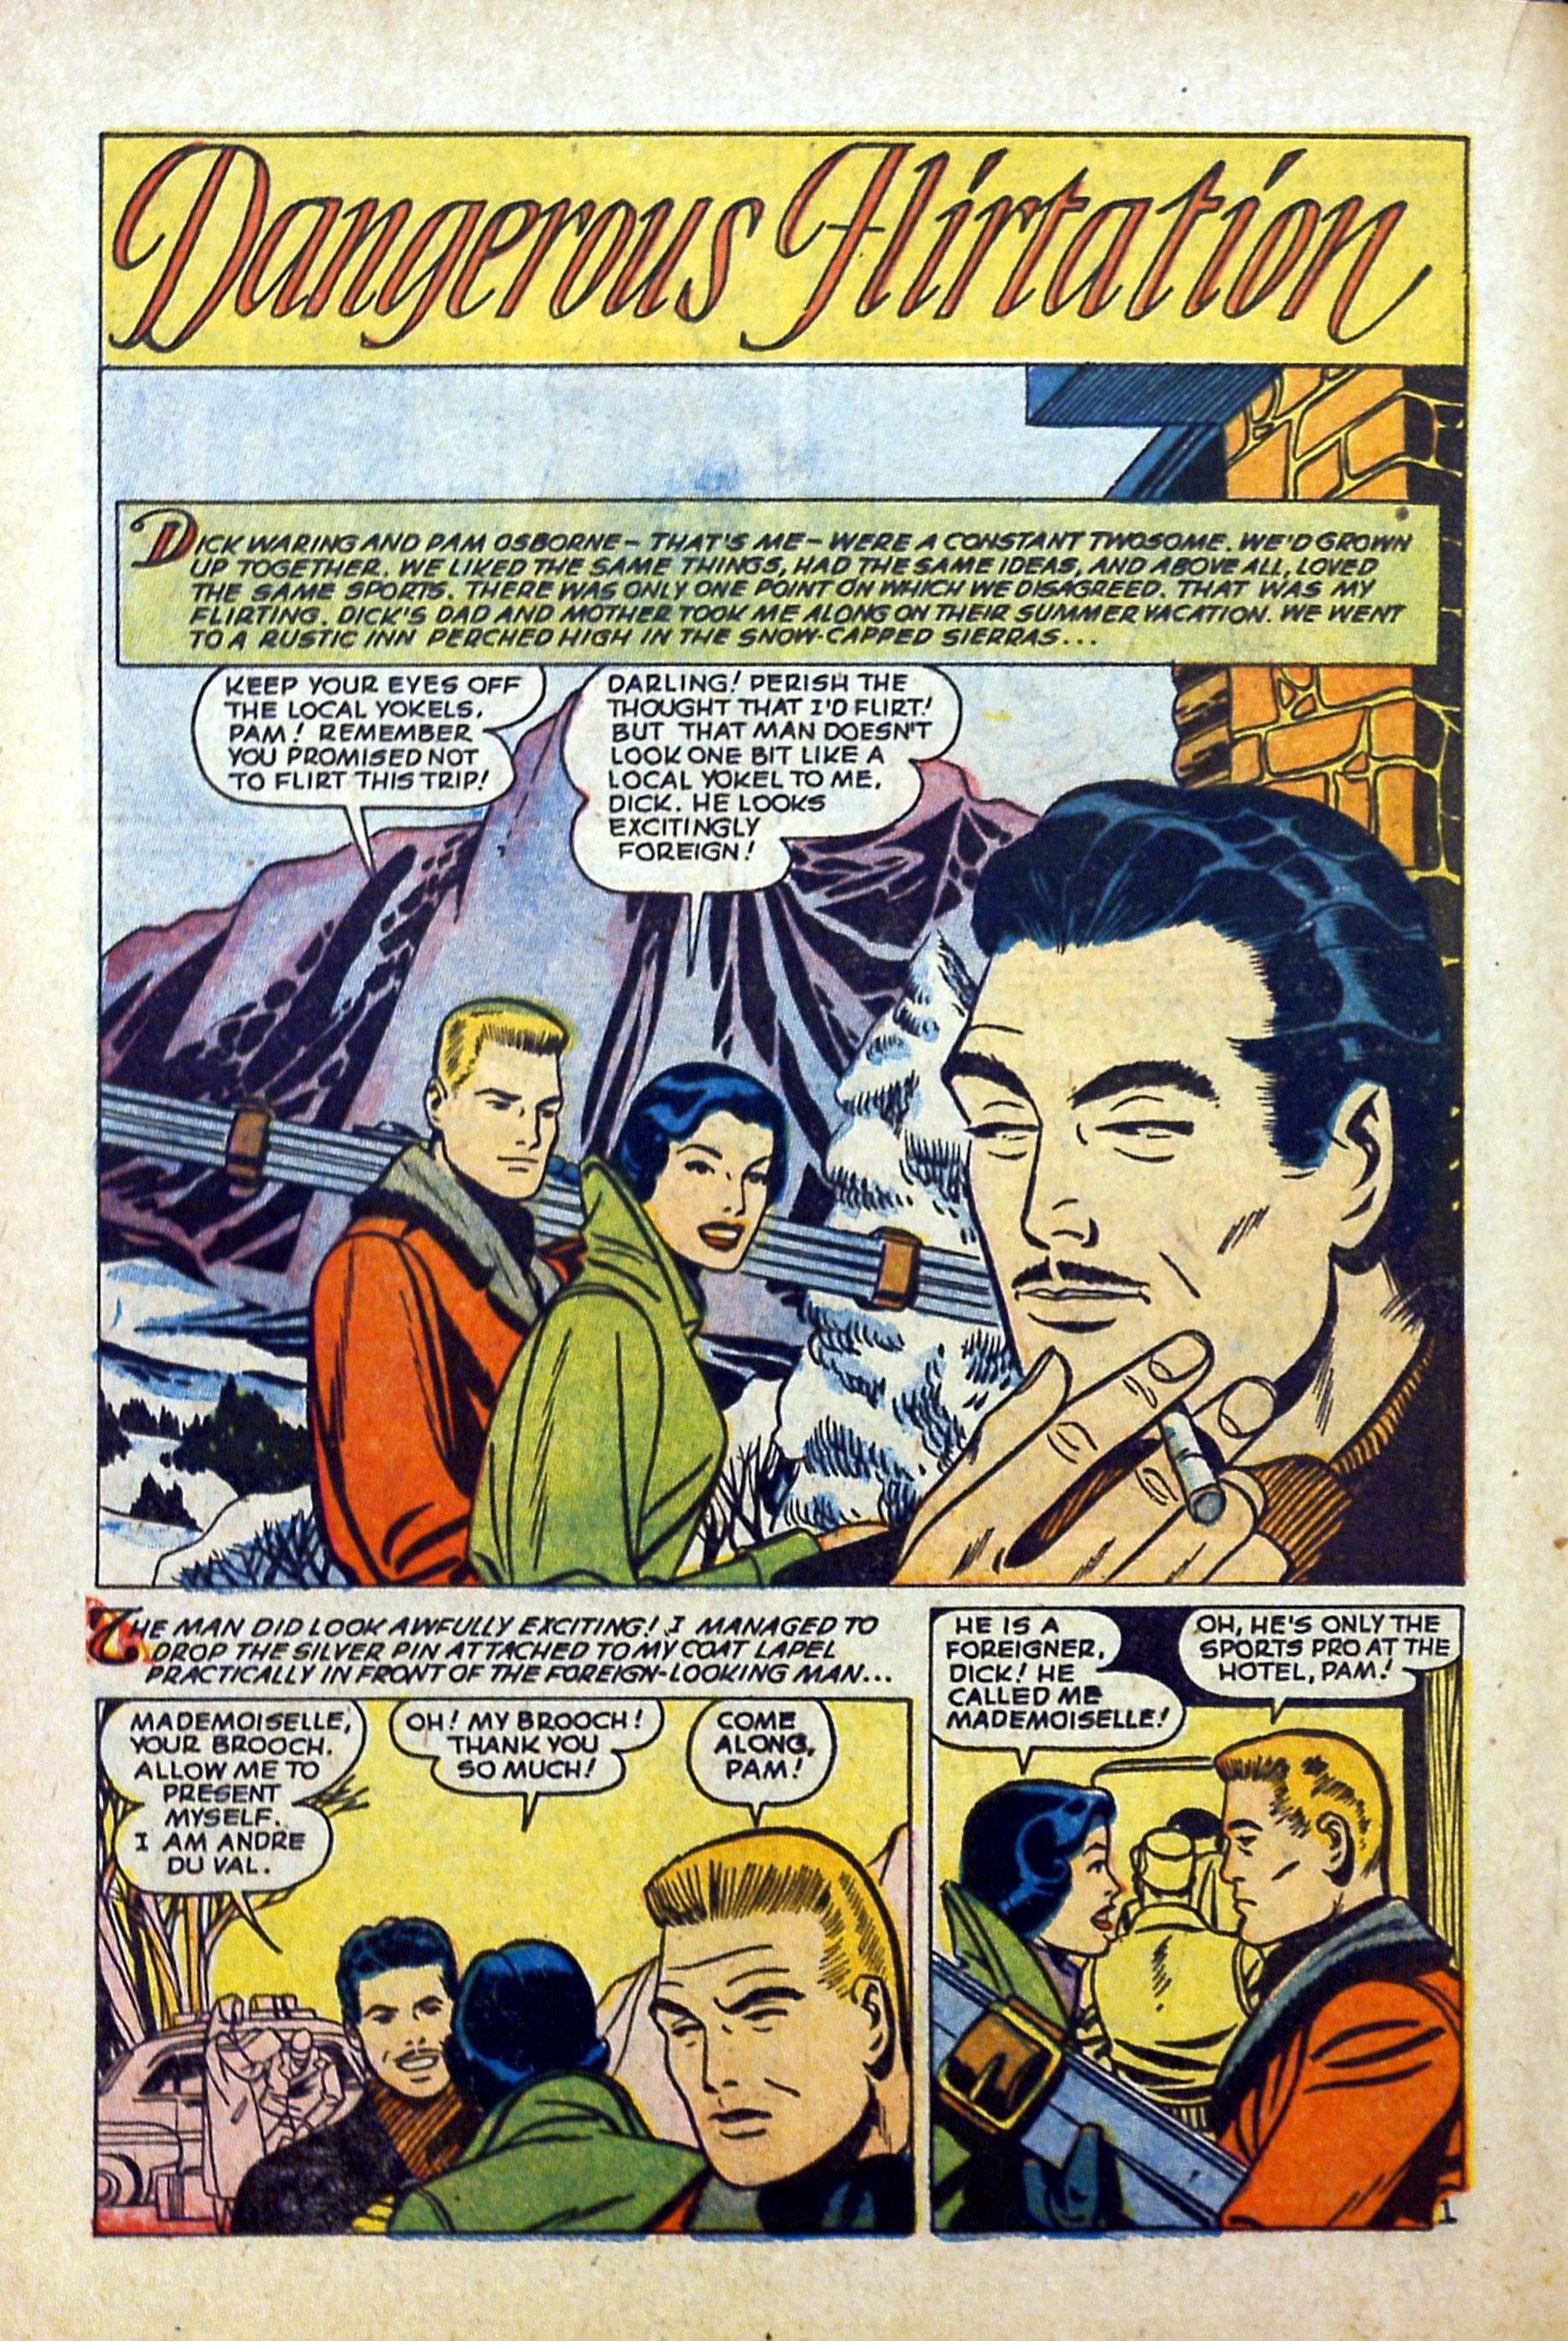 Dangerous Flirtation
DICK WARING AND PAM OSBORNE- THAT'S ME- WERE A CONSTANT TWOSOME. WE'D GROWN
UP TOGETHER. WE LIKED THE SAME THINGS, HAD THE SAME IDEAS, AND ABOVE ALL, LOVED
THE SAME SPORTS. THERE WAS ONLY ONE POINT ON WHICH WE DISAGREED. THAT WAS MY
FLIRTING. DICK'S DAD AND MOTHER TOOK ME ALONG ON THEIR SUMMER VACATION. WE WENT
TO A RUSTIC INN PERCHED HIGH IN THE SNOW-CAPPED SIERRAS...
KEEP YOUR EYES OFF
THE LOCAL YOKELS,
PAM! REMEMBER
YOU PROMISED NOT
TO FLIRT THIS TRIP!
DARLING! PERISH THE
THOUGHT THAT I'D FLIRT!
BUT THAT MAN DOESN'T
LOOK ONE BIT LIKE A
LOCAL YOKEL TO ME,
DICK. HE LOOKS
EXCITINGLY
FOREIGN!
THE MAN DID LOOK AWFULLY EXCITING! I MANAGED TO
DROP THE SILVER PIN ATTACHED TO MY COAT LAPEL
PRACTICALLY IN FRONT OF THE FOREIGN-LOOKING MAN...
MADEMOISELLE,
YOUR BROOCH.
ALLOW ME TO
PRESENT
MYSELF.
I AM ANDRE
DU VAL.
OH! MY BROOCH!
THANK YOU
SO MUCH!
COME
ALONG,
PAM!
HE IS A
FOREIGNER,
DICK! HE
CALLED ME
MADEMOISELLE!
OH, HE'S ONLY THE
SPORTS PRO AT THE
HOTEL, PAM!
1